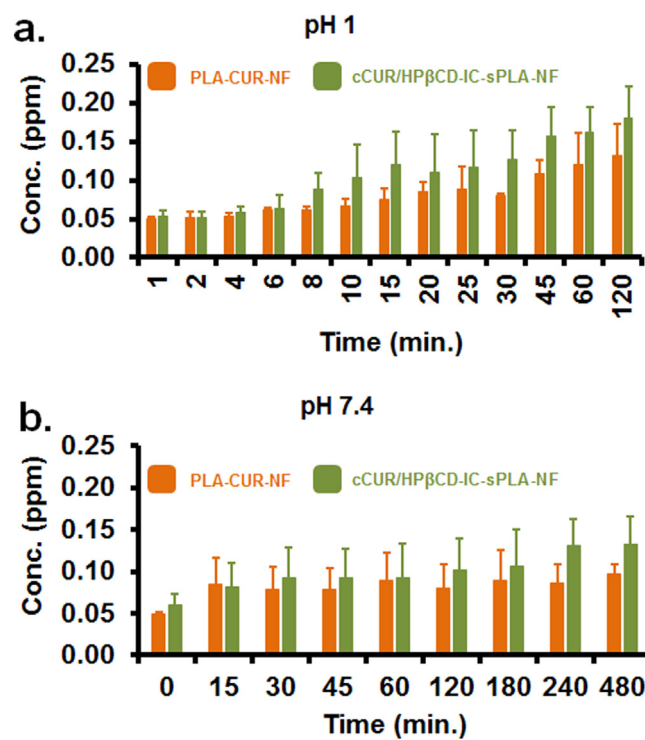 a.
pH 1
0.25
0.20
0.15
0.10
0.05
0.00
Conc. (ppm)
PLA-CUR-NF cCUR/HPβCD-IC-sPLA-NF
1 2 4 6 8 10 15 20 25 30 45 60 120
Time (min.)
b.
pH 7.4
0.25
0.20
0.15
0.10
0.05
0.00
Conc. (ppm)
PLA-CUR-NF cCUR/HPβCD-IC-sPLA-NF
0 15 30 45 60 120 180 240 480
Time (min.)